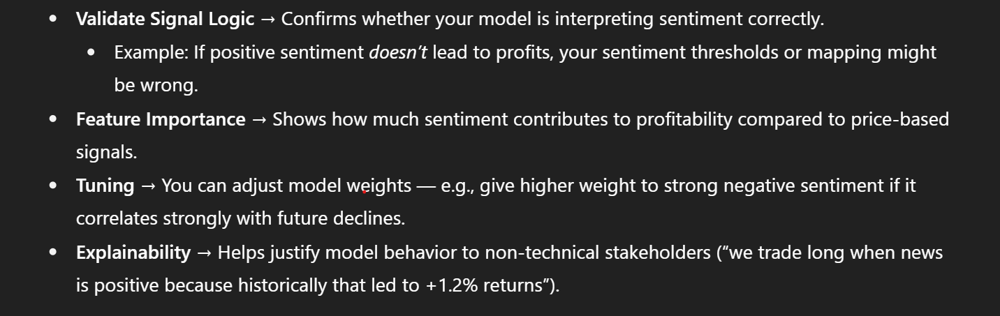 • Validate Signal Logic → Confirms whether your model is interpreting sentiment correctly.
• Example: If positive sentiment doesn’t lead to profits, your sentiment thresholds or mapping might
be wrong.
• Feature Importance → Shows how much sentiment contributes to profitability compared to price-based
signals.
• Tuning → You can adjust model weights — e.g., give higher weight to strong negative sentiment if it
correlates strongly with future declines.
• Explainability → Helps justify model behavior to non-technical stakeholders (“we trade long when news
is positive because historically that led to +1.2% returns”).